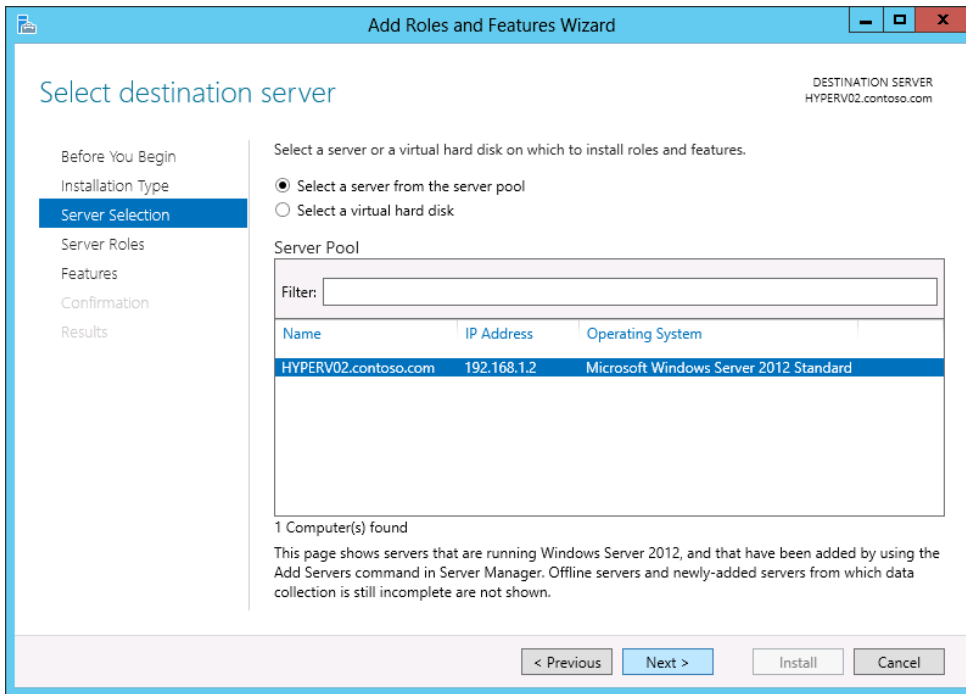 Add Roles and Features Wizard
Select destination server
DESTINATION SERVER
HYPERV02.contoso.com
Before You Begin
Installation Type
Server Selection
Server Roles
Features
Confirmation
Results
Select a server or a virtual hard disk on which to install roles and features.
Select a server from the server pool
Select a virtual hard disk
Server Pool
Filter:
Name IP Address Operating System
HYPERV02.contoso.com 192.168.1.2 Microsoft Windows Server 2012 Standard
1 Computer(s) found
This page shows servers that are running Windows Server 2012, and that have been added by using the
Add Servers command in Server Manager. Offline servers and newly-added servers from which data
collection is still incomplete are not shown.
< Previous Next > Install Cancel